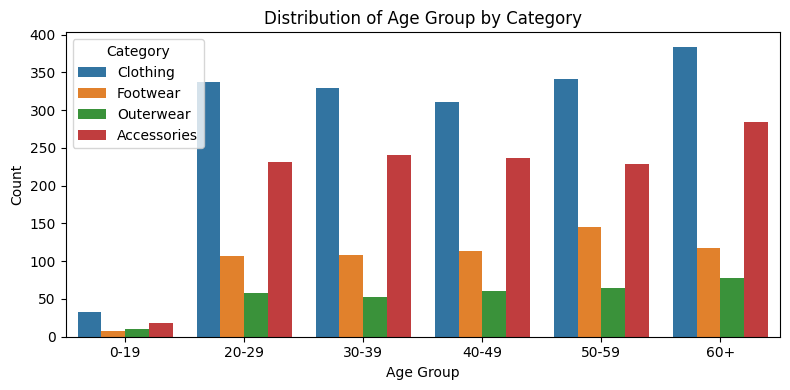 Distribution of Age Group by Category
400
350
300
250
200
150
100
50
0
Count
Category
Clothing
Footwear
Outerwear
Accessories
0-19 20-29 30-39 40-49 50-59 60+
Age Group